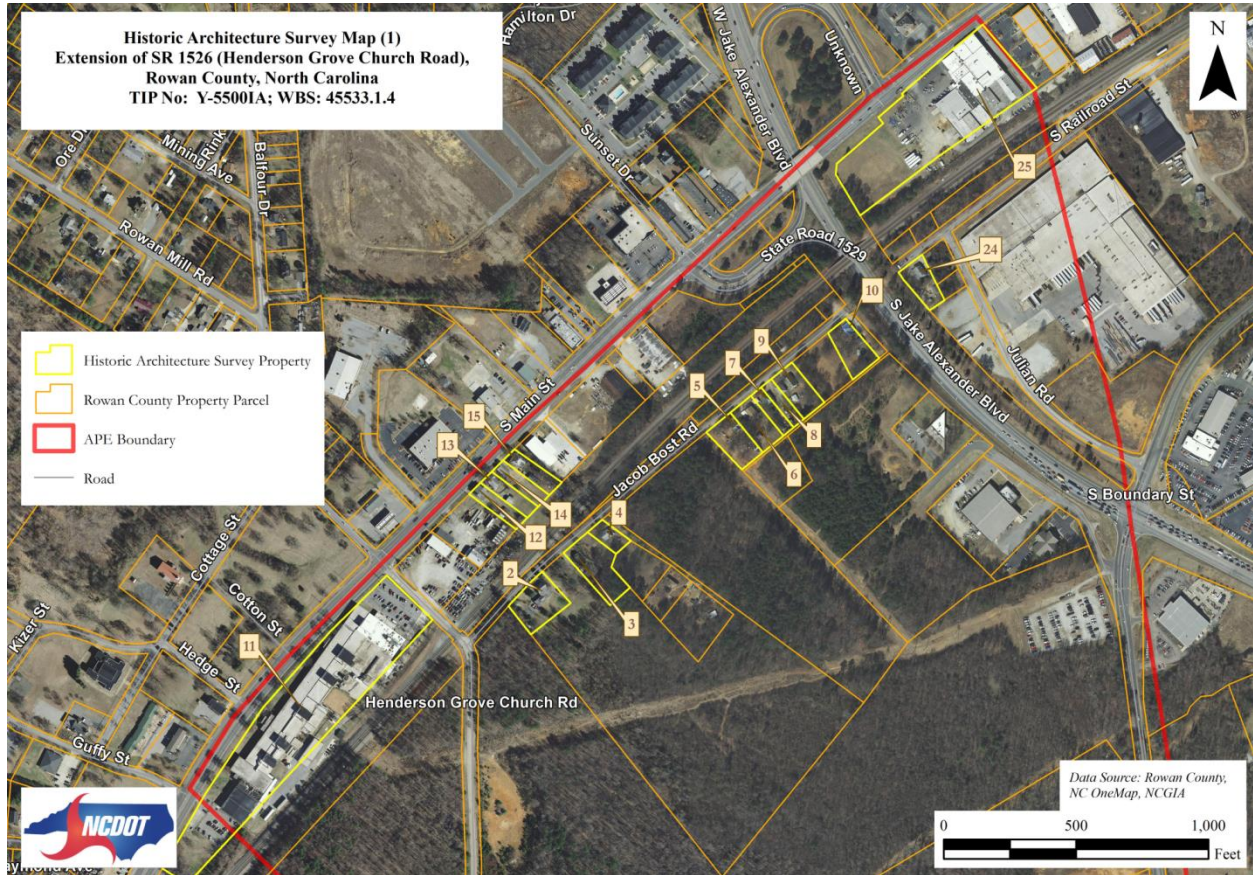 Historic Architecture Survey Map (1)
Extension of SR 1526 (Henderson Grove Church Road),
Rowan County, North Carolina
TIP No: Y-5500IA; WBS: 45533.1.4
N
Hamilton Dr
W Jake Alexander Blvd
Unknown
S Railroad St
Ore Dr
Mining Ave
Rink
Balfour Dr
Sunset Dr
25
Rowan Mill Rd
State Road 1529
24
10
S Jake Alexander Blvd
Julian Rd
Historic Architecture Survey Property
Rowan County Property Parcel
APE Boundary
Road
9
7
5
8
6
S Main St
15
13
Jacob Bost Rd
S Boundary St
14
12
4
2
3
Cottage St
Cotton St
Kizer St
Hedge St
11
Henderson Grove Church Rd
Guffy St
NCDOT
aymond Ave
Data Source: Rowan County,
NC OneMap, NCGIA
0 500 1,000
Feet